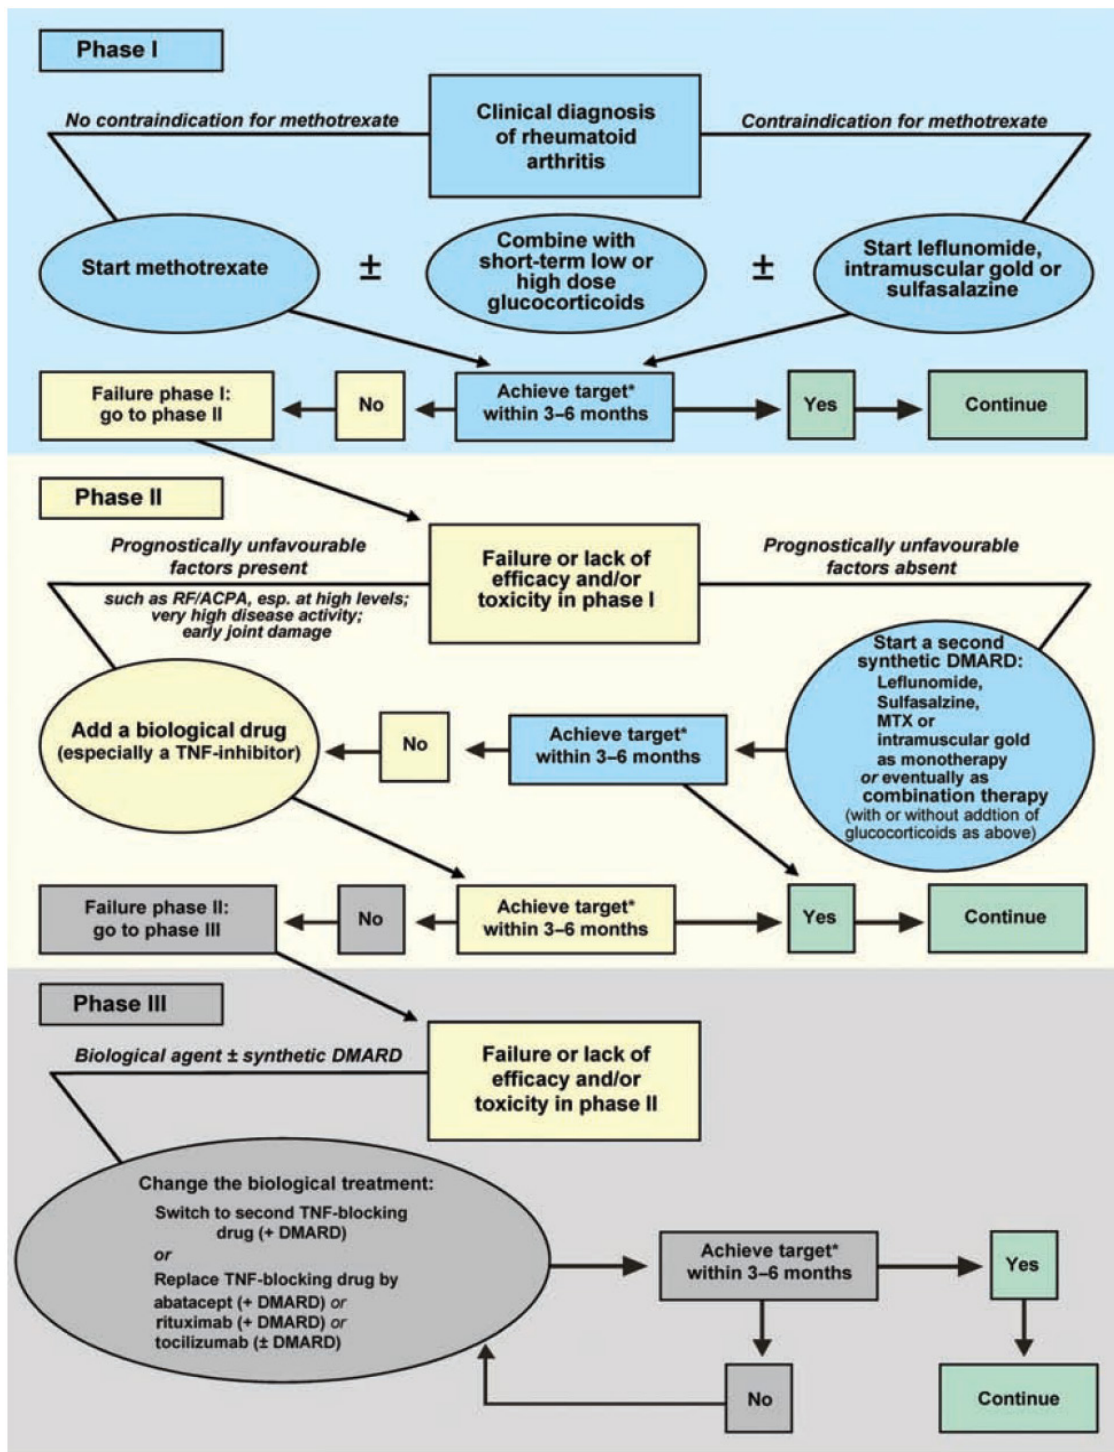 Phase I
Clinical diagnosis
of rheumatoid
arthritis
No contraindication for methotrexate
Contraindication for methotrexate
Start methotrexate
±
Combine with
short-term low or
high dose
glucocorticoids
±
Start leflunomide,
intramuscular gold or
sulfasalazine
Failure phase I:
go to phase II
No
Achieve target*
within 3–6 months
Yes
Continue
Phase II
Prognostically unfavourable
factors present
such as RF/ACPA, esp. at high levels;
very high disease activity;
early joint damage
Failure or lack of
efficacy and/or
toxicity in phase I
Prognostically unfavourable
factors absent
Add a biological drug
(especially a TNF-inhibitor)
No
Achieve target*
within 3–6 months
Start a second
synthetic DMARD:
Leflunomide,
Sulfasalzine,
MTX or
intramuscular gold
as monotherapy
or eventually as
combination therapy
(with or without addtion of
glucocorticoids as above)
Failure phase II:
go to phase III
No
Achieve target*
within 3–6 months
Yes
Continue
Phase III
Biological agent ± synthetic DMARD
Failure or lack of
efficacy and/or
toxicity in phase II
Change the biological treatment:
Switch to second TNF-blocking
drug (+ DMARD)
or
Replace TNF-blocking drug by
abatacept (+ DMARD) or
rituximab (+ DMARD) or
tocilizumab (± DMARD)
Achieve target*
within 3–6 months
Yes
No
Continue